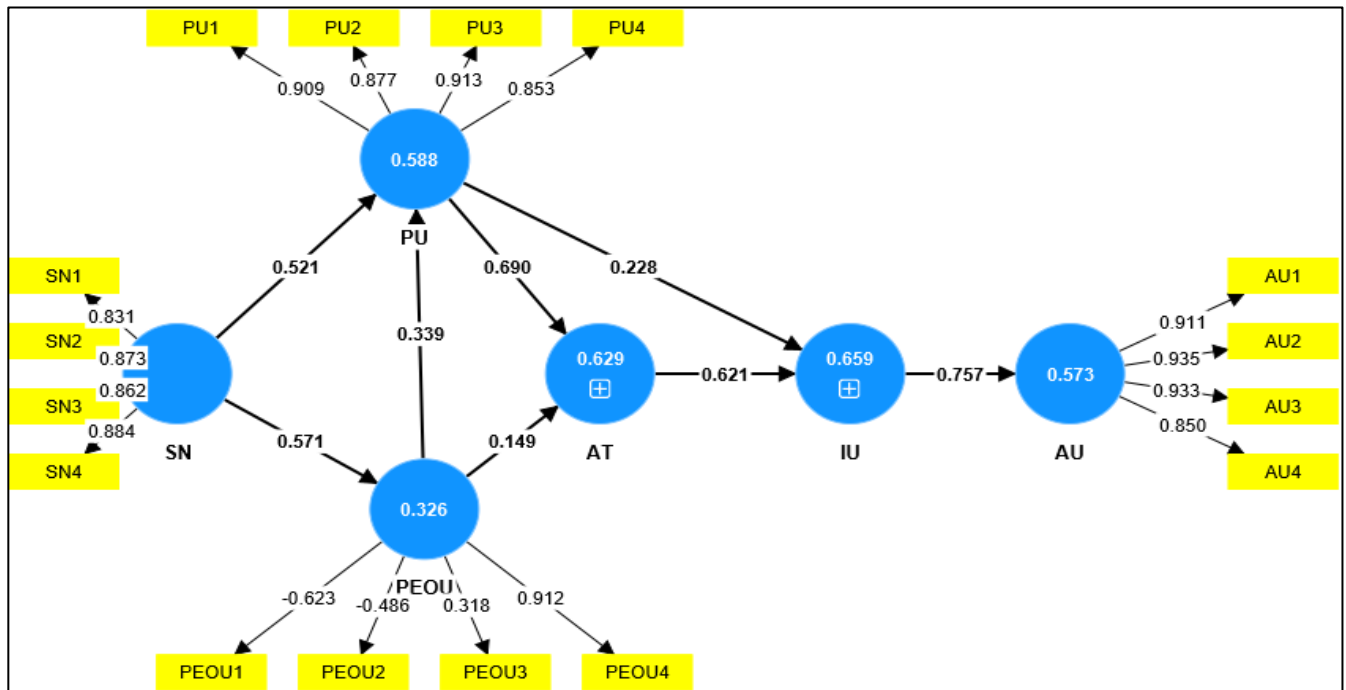 PU1 PU2 PU3 PU4
0.909 0.877 0.913 0.853
0.588
PU
SN1
SN2
SN3
SN4
0.831
0.873
0.862
0.884
SN
0.521
0.571
0.339
0.690
0.228
0.149
0.629
AT
0.621
0.659
IU
0.757
0.573
AU
0.911
0.935
0.933
0.850
AU1
AU2
AU3
AU4
0.326
PEOU
-0.623 -0.486 0.318 0.912
PEOU1 PEOU2 PEOU3 PEOU4